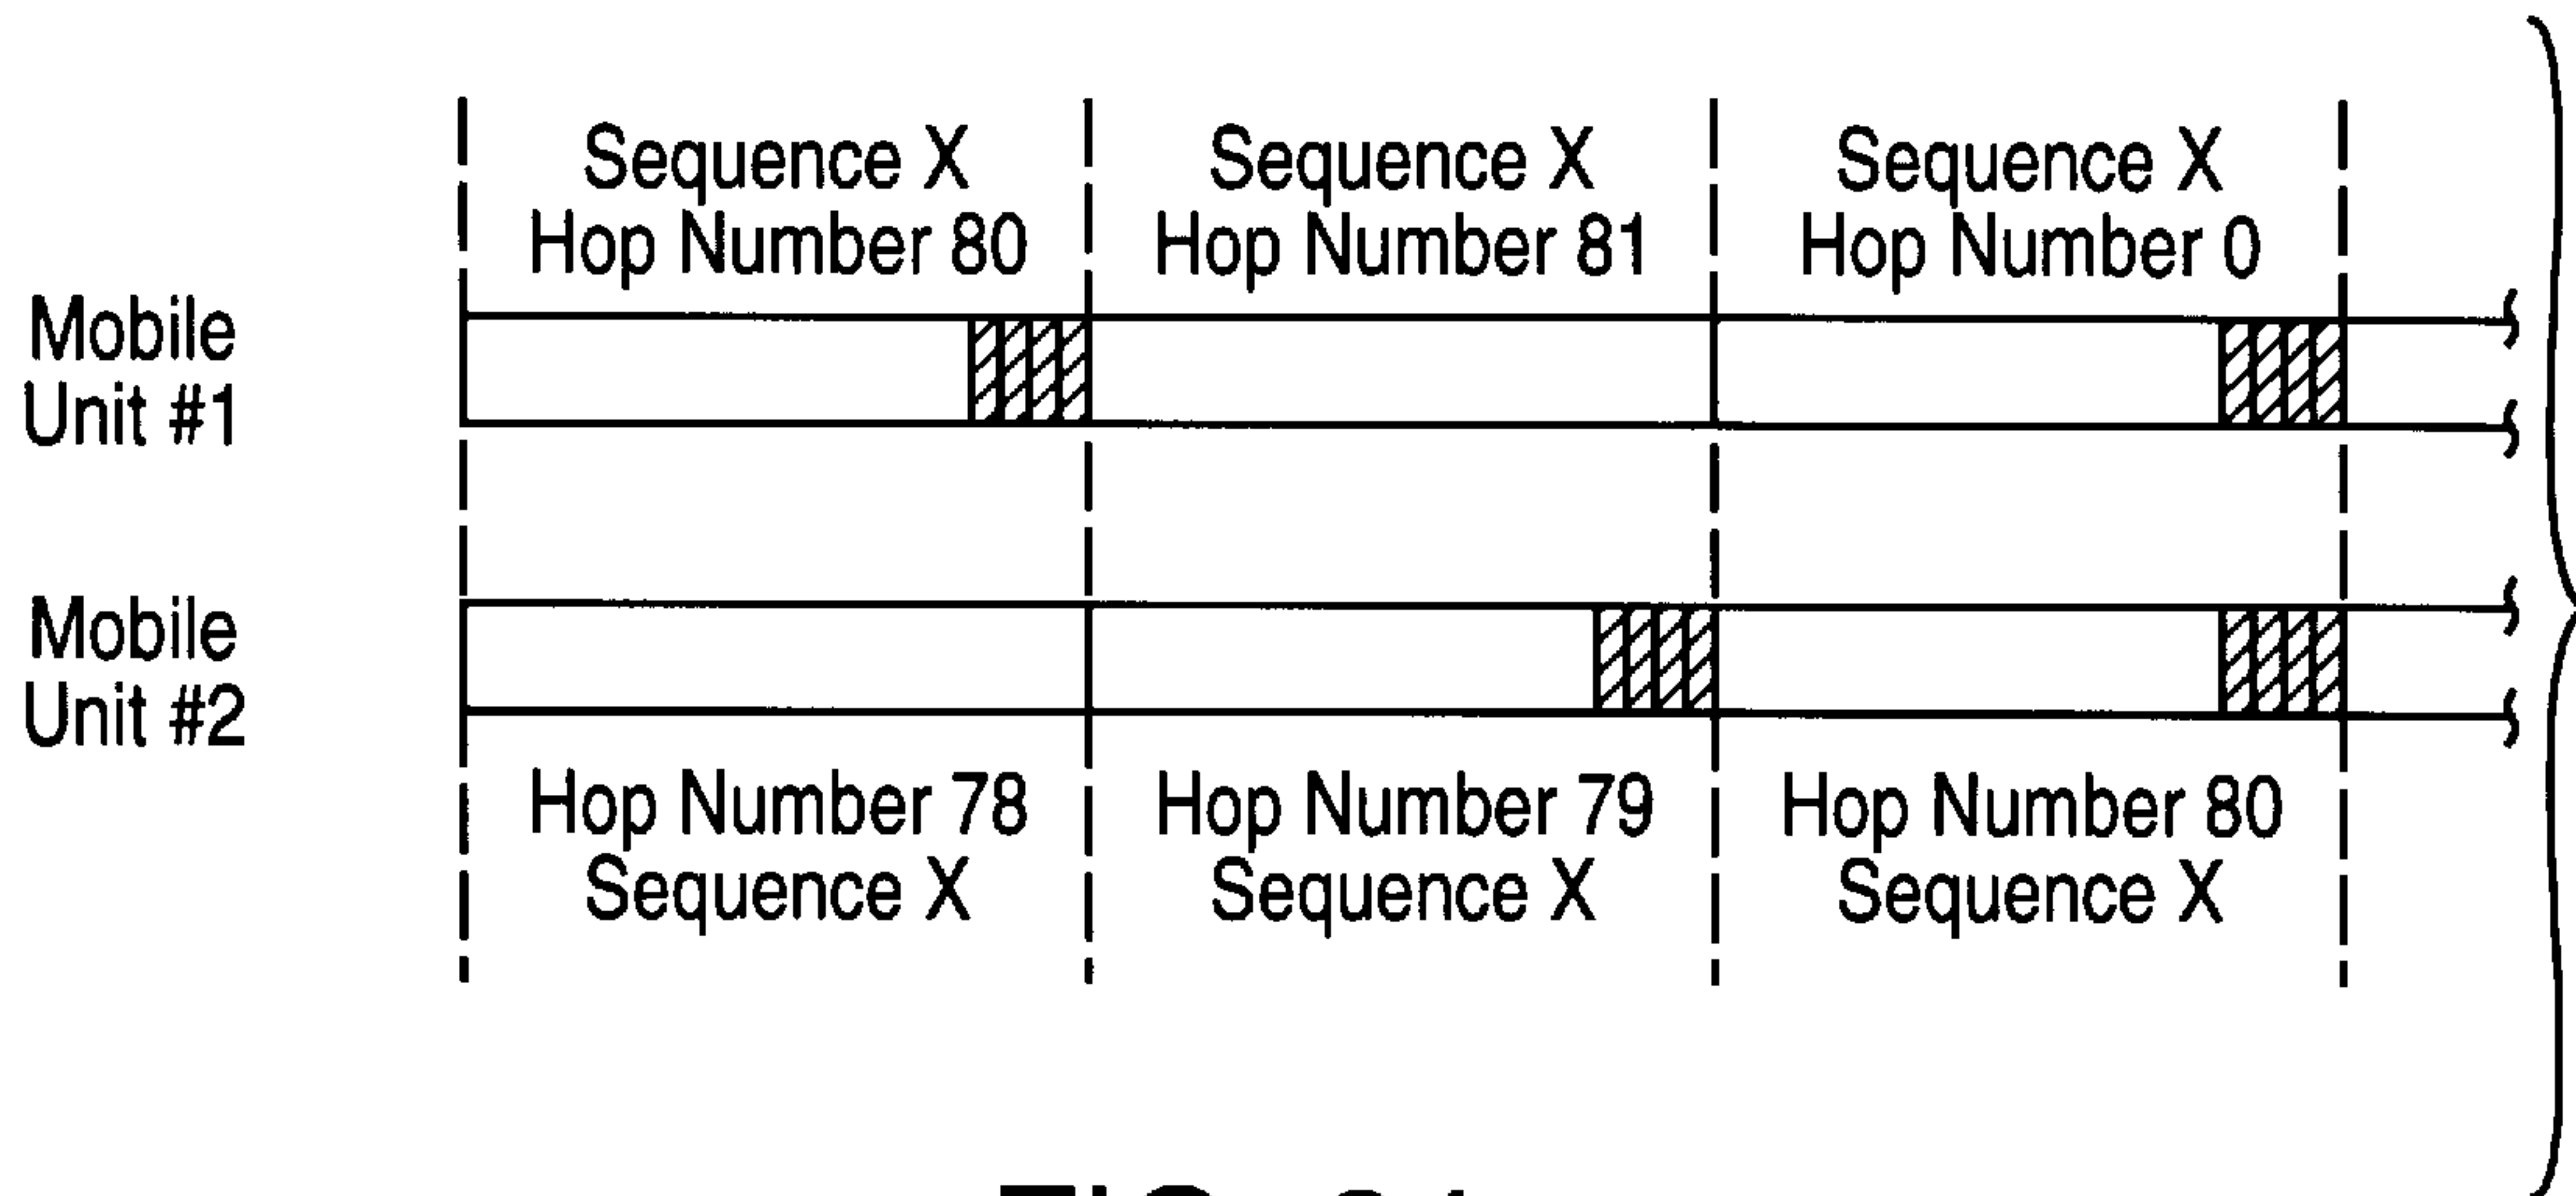 Sequence X
Hop Number 80
Sequence X
Hop Number 81
Sequence X
Hop Number 0
Mobile
Unit #1
Mobile
Unit #2
Hop Number 78
Sequence X
Hop Number 79
Sequence X
Hop Number 80
Sequence X